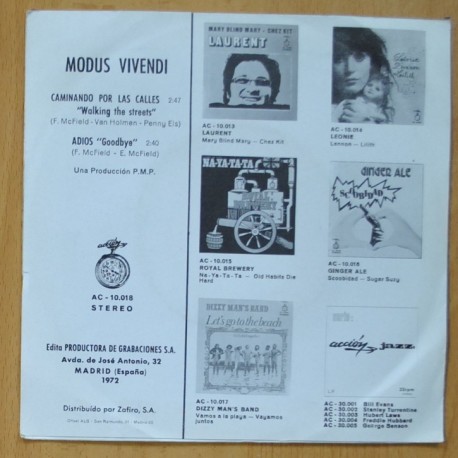 MODUS VIVENDI
CAMINANDO POR LAS CALLES 2:47
"Walking the streets"
(F. McField - Van Holmen - Penny Els)
ADIOS "Goodbye" 2:40
(F. McField - E. McField)
Una Producción P.M.P.
acción
AC - 10.018
STEREO
Edita PRODUCTORA DE GRABACIONES S.A.
Avda. de José Antonio, 32
MADRID (España)
1972
Distribuído por Zafiro, S.A.
MARY BLIND MARY - CHEZ KIT
LAURENT
AC - 10.013
LAURENT
Mary Blind Mary - Chez Kit
AC - 10.014
LEONIE
Lennon - Lilith
NA-YA-TA-TA
AC - 10.015
ROYAL BREWERY
Na-Ya-Ta-Ta - Old Habits Die
Hard
GINGER ALE
SCOOBIDAD
AC - 10.016
GINGER ALE
Scoobidad - Sugar Suzy
DIZZY MAN'S BAND
Let's go to the beach
AC - 10.017
DIZZY MAN'S BAND
Vamos a la playa - Vayamos
juntos
serie:
acción jazz
AC - 30.001 Bill Evans
AC - 30.002 Stanley Turrentine
AC - 30.003 Hubert Laws
AC - 30.004 Freddie Hubbard
AC - 30.005 George Benson